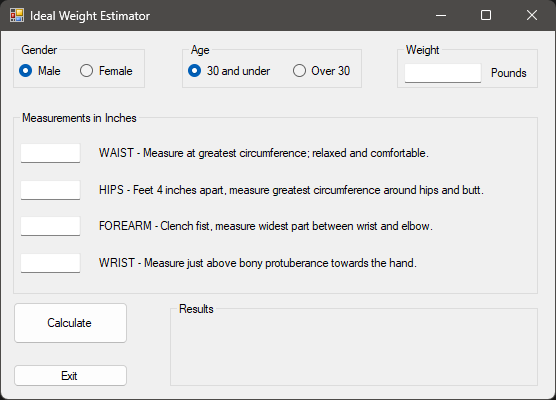 Ideal Weight Estimator
Gender
Male Female
Age
30 and under Over 30
Weight
Pounds
Measurements in Inches
WAIST - Measure at greatest circumference; relaxed and comfortable.
HIPS - Feet 4 inches apart, measure greatest circumference around hips and butt.
FOREARM - Clench fist, measure widest part between wrist and elbow.
WRIST - Measure just above bony protuberance towards the hand.
Calculate
Exit
Results